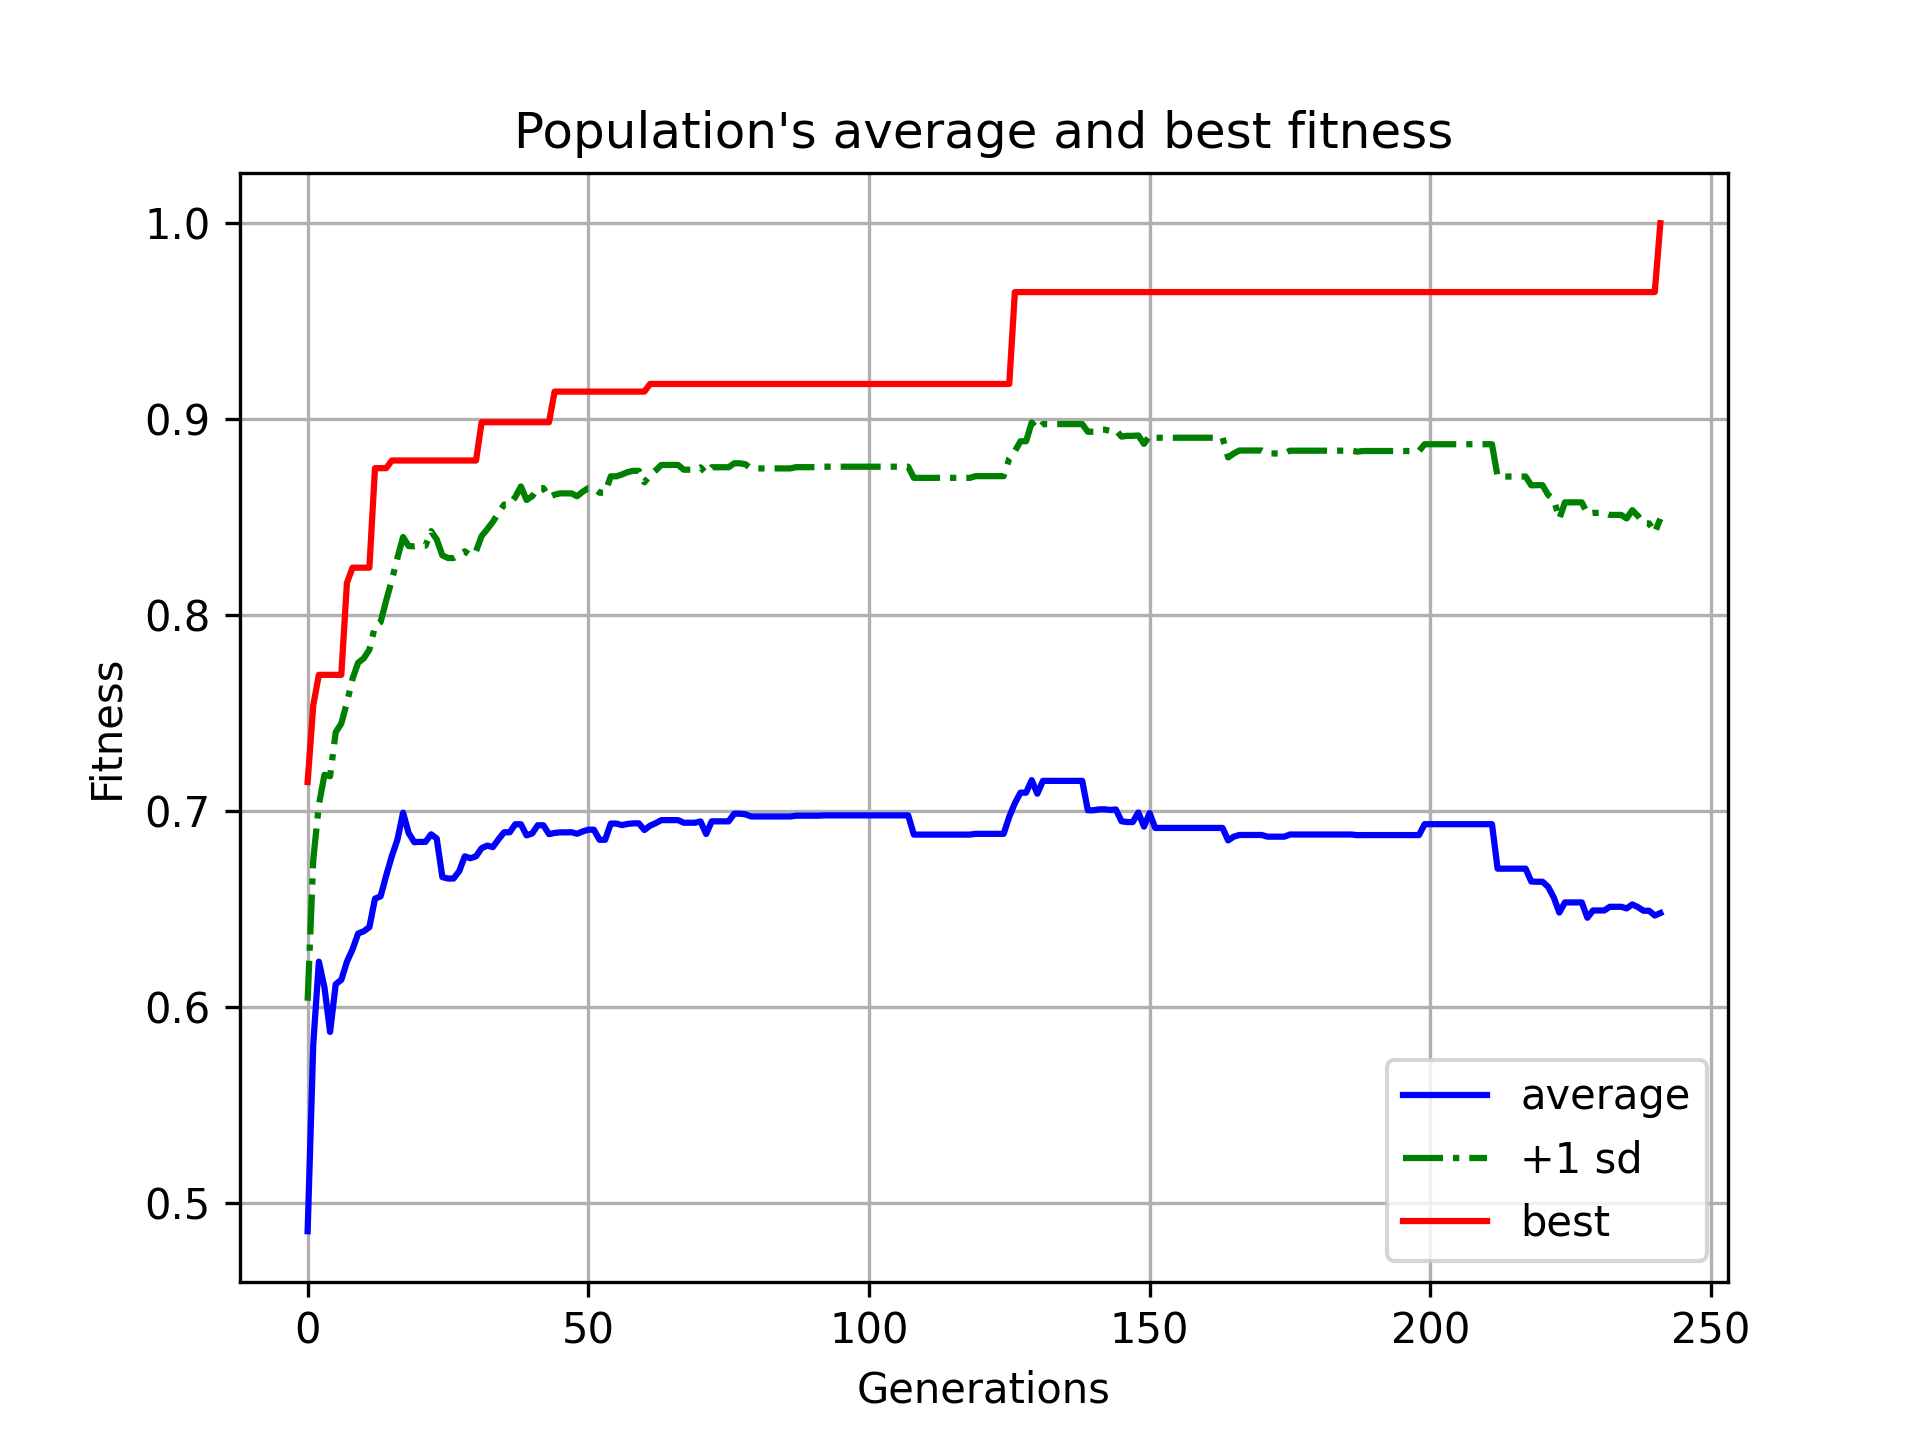 Population's average and best fitness
1.0
0.9
0.8
0.7
0.6
0.5
Fitness
average
+1 sd
best
0 50 100 150 200 250
Generations